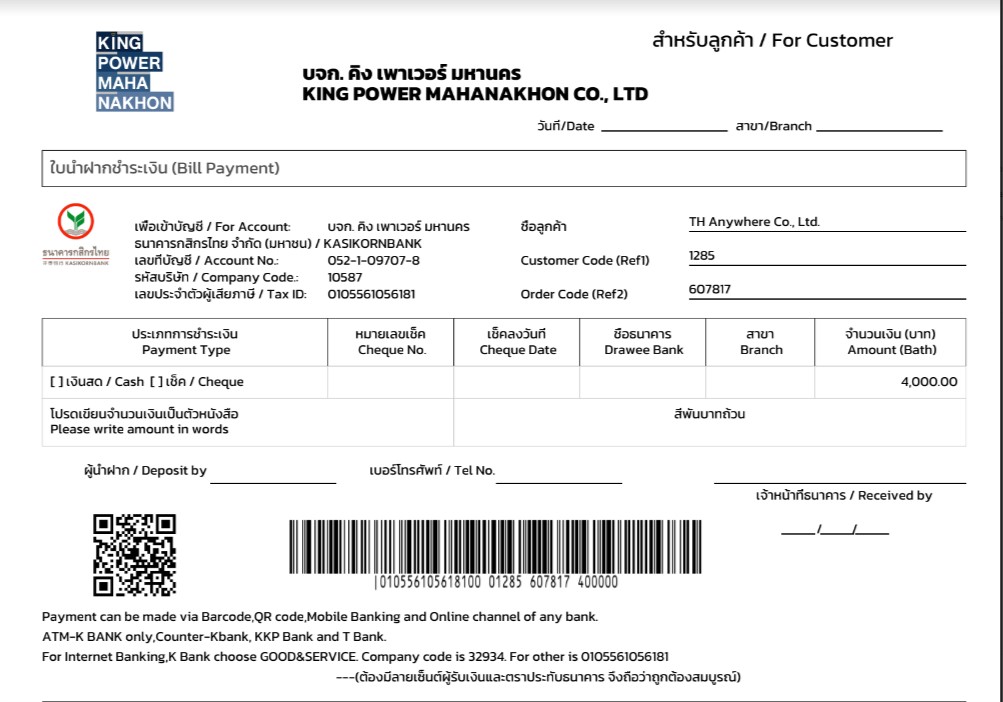 KING
POWER
MAHA
NAKHON
สำหรับลูกค้า / For Customer
บจก. คิง เพาเวอร์ มหานคร
KING POWER MAHANAKHON CO., LTD
วันที่/Date ____________ สาขา/Branch ____________
ใบนำฝากชำระเงิน (Bill Payment)
ธนาคารกสิกรไทย
KASIKORNBANK
เพื่อเข้าบัญชี / For Account: บจก. คิง เพาเวอร์ มหานคร ชื่อลูกค้า TH Anywhere Co., Ltd.
ธนาคารกสิกรไทย จำกัด (มหาชน) / KASIKORNBANK
เลขที่บัญชี / Account No.: 052-1-09707-8 Customer Code (Ref1) 1285
รหัสบริษัท / Company Code.: 10587
เลขประจำตัวผู้เสียภาษี / Tax ID: 0105561056181 Order Code (Ref2) 607817
ประเภทการชำระเงิน หมายเลขเช็ค เช็คลงวันที่ ชื่อธนาคาร สาขา จำนวนเงิน (บาท)
Payment Type Cheque No. Cheque Date Drawee Bank Branch Amount (Bath)
[ ] เงินสด / Cash [ ] เช็ค / Cheque 4,000.00
โปรดเขียนจำนวนเงินเป็นตัวหนังสือ สี่พันบาทถ้วน
Please write amount in words
ผู้นำฝาก / Deposit by ____________ เบอร์โทรศัพท์ / Tel No. ____________
เจ้าหน้าที่ธนาคาร / Received by
____/____/____
|010556105618100 01285 607817 400000
Payment can be made via Barcode,QR code,Mobile Banking and Online channel of any bank.
ATM-K BANK only,Counter-Kbank, KKP Bank and T Bank.
For Internet Banking,K Bank choose GOOD&SERVICE. Company code is 32934. For other is 0105561056181
---(ต้องมีลายเซ็นต์ผู้รับเงินและตราประทับธนาคาร จึงถือว่าถูกต้องสมบูรณ์)